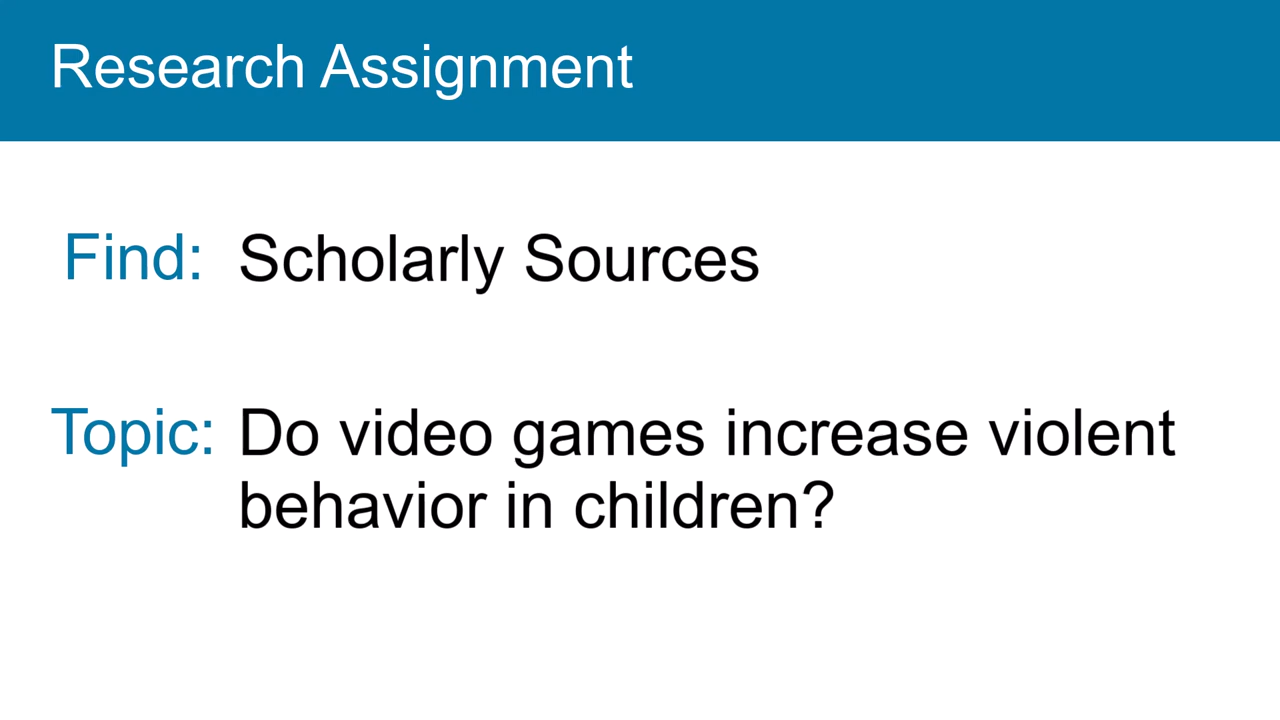 Research Assignment
Find: Scholarly Sources
Topic: Do video games increase violent
behavior in children?